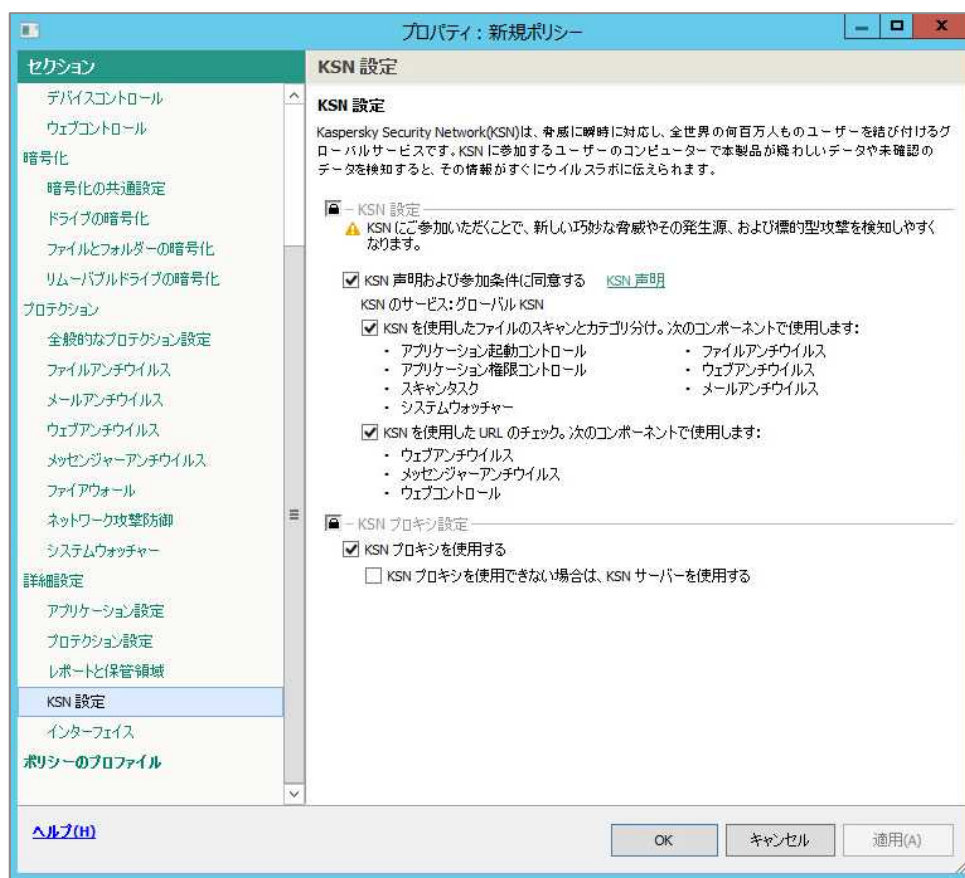 プロパティ：新規ポリシー
セクション
デバイスコントロール
ウェブコントロール
暗号化
暗号化の共通設定
ドライブの暗号化
ファイルとフォルダーの暗号化
リムーバブルドライブの暗号化
プロテクション
全般的なプロテクション設定
ファイルアンチウイルス
メールアンチウイルス
ウェブアンチウイルス
メッセンジャーアンチウイルス
ファイアウォール
ネットワーク攻撃防御
システムウォッチャー
詳細設定
アプリケーション設定
プロテクション設定
レポートと保管領域
KSN 設定
インターフェイス
ポリシーのプロファイル
KSN 設定
KSN 設定
Kaspersky Security Network(KSN)は、脅威に瞬時に対応し、全世界の何百万人ものユーザーを結び付けるグ
ローバルサービスです。KSN に参加するユーザーのコンピューターで本製品が疑わしいデータや未確認の
データを検知すると、その情報がすぐにウイルスラボに伝えられます。
KSN 設定
KSN にご参加いただくことで、新しい巧妙な脅威やその発生源、および標的型攻撃を検知しやすく
なります。
KSN 声明および参加条件に同意する KSN 声明
KSN のサービス: グローバル KSN
KSN を使用したファイルのスキャンとカテゴリ分け。次のコンポーネントで使用します:
・ アプリケーション起動コントロール ・ ファイルアンチウイルス
・ アプリケーション権限コントロール ・ ウェブアンチウイルス
・ スキャンタスク ・ メールアンチウイルス
・ システムウォッチャー
KSN を使用した URL のチェック。次のコンポーネントで使用します:
・ ウェブアンチウイルス
・ メッセンジャーアンチウイルス
・ ウェブコントロール
KSN プロキシ設定
KSN プロキシを使用する
KSN プロキシを使用できない場合は、KSN サーバーを使用する
ヘルプ(H)
OK
キャンセル
適用(A)